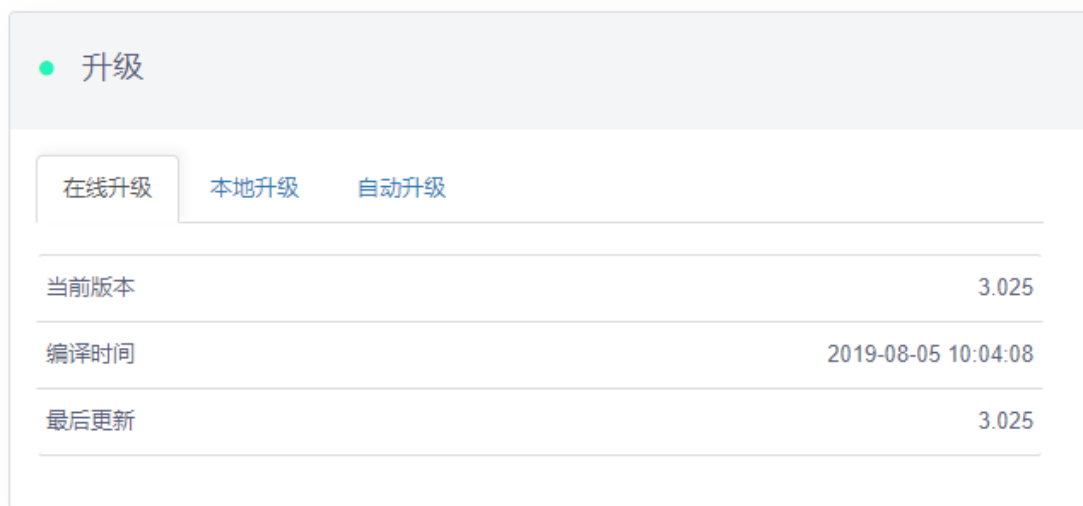 升级
在线升级 本地升级 自动升级
当前版本 3.025
编译时间 2019-08-05 10:04:08
最后更新 3.025